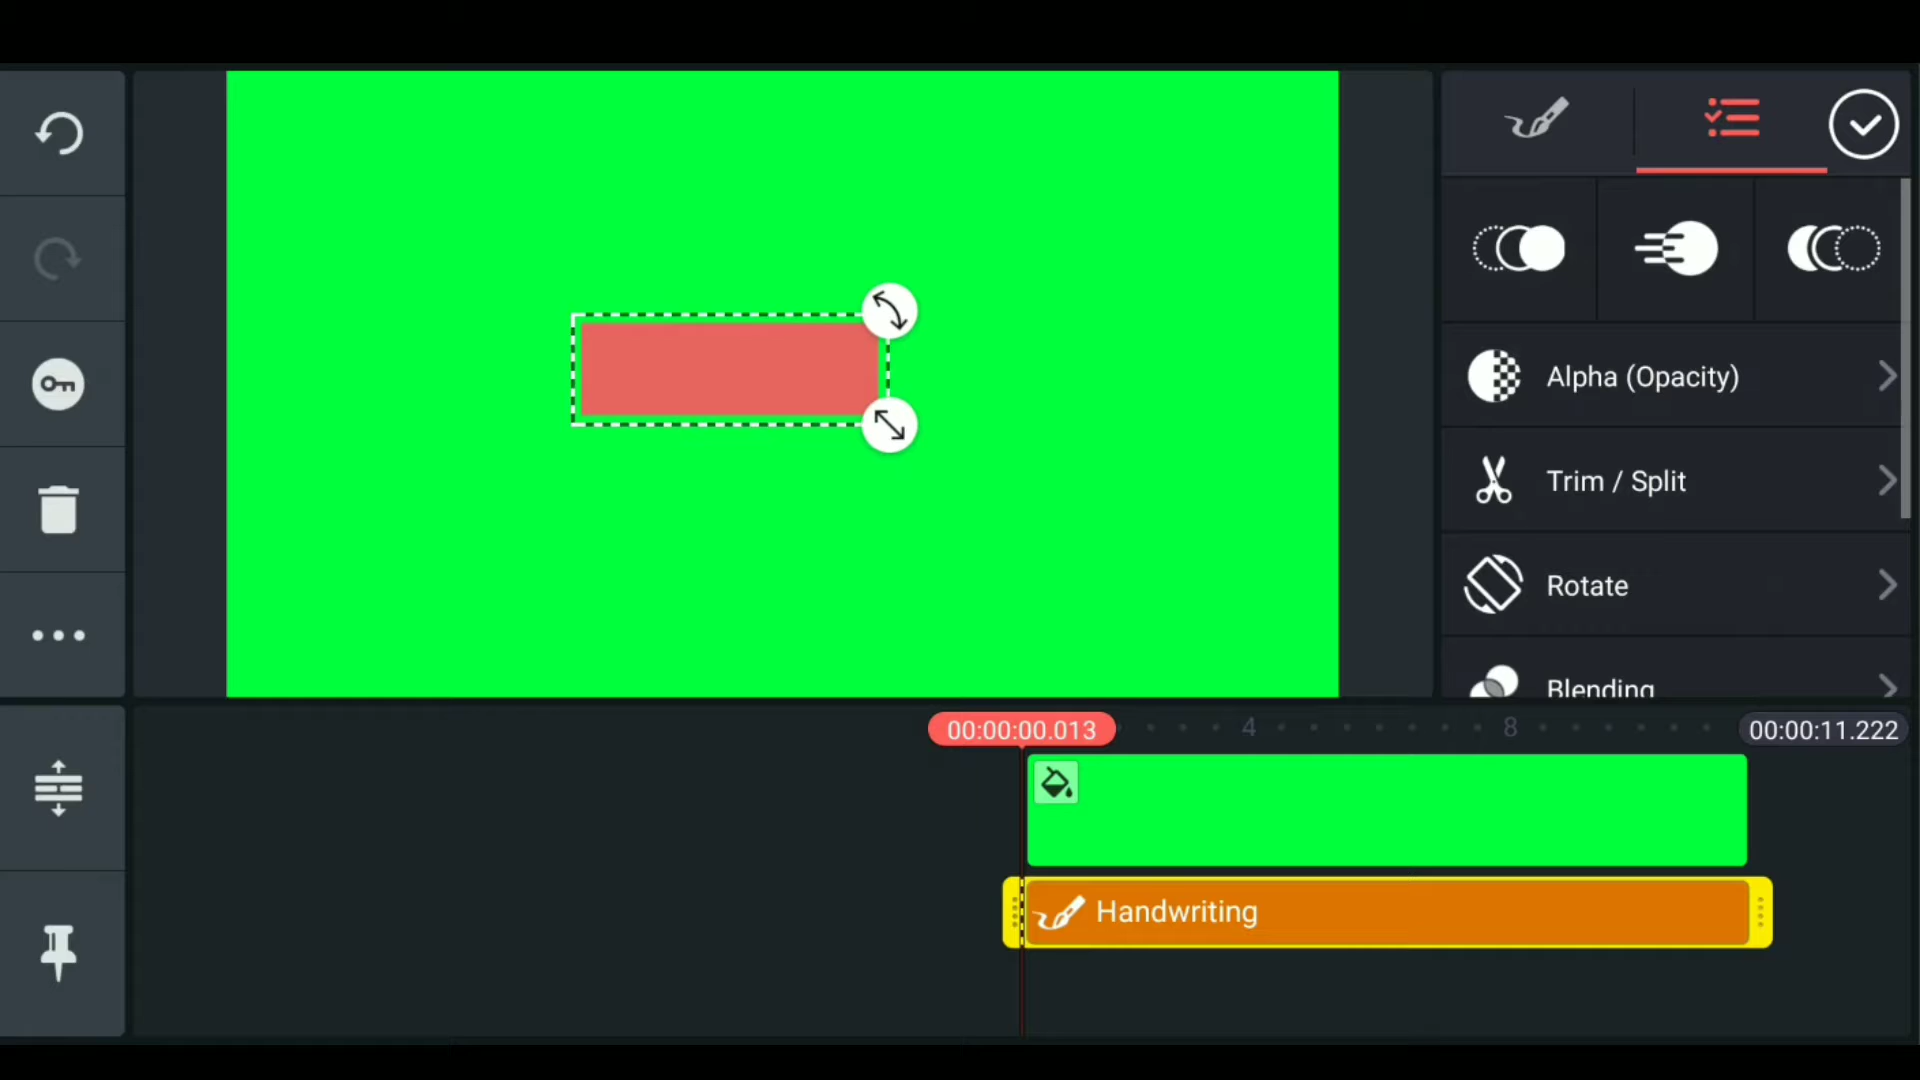 Alpha (Opacity)
Trim / Split
Rotate
Blending
00:00:00.013
4
8
00:00:11.222
Handwriting